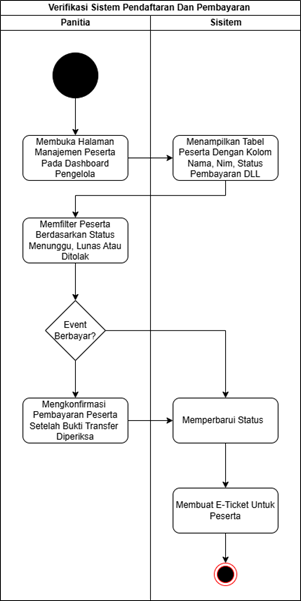 Verifikasi Sistem Pendaftaran Dan Pembayaran
Panitia
Sisitem
Membuka Halaman
Manajemen Peserta
Pada Dashboard
Pengelola
Menampilkan Tabel
Peserta Dengan Kolom
Nama, Nim, Status
Pembayaran DLL
Memfilter Peserta
Berdasarkan Status
Menunggu, Lunas Atau
Ditolak
Event
Berbayar?
Mengkonfirmasi
Pembayaran Peserta
Setelah Bukti Transfer
Diperiksa
Memperbarui Status
Membuat E-Ticket Untuk
Peserta